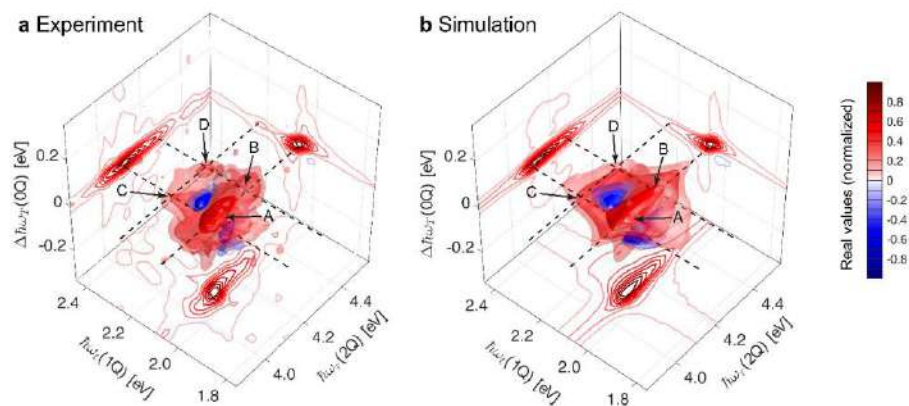 a Experiment
b Simulation
D
B
C
A
0.2
0
-0.2
Δħω_T(0Q) [eV]
2.4
2.2
2.0
1.8
ħω_t(1Q) [eV]
4.0
4.2
4.4
ħω_τ(2Q) [eV]
D
B
C
A
0.2
0
-0.2
Δħω_T(0Q) [eV]
2.4
2.2
2.0
1.8
ħω_t(1Q) [eV]
4.0
4.2
4.4
ħω_τ(2Q) [eV]
0.8
0.6
0.4
0.2
0
-0.2
-0.4
-0.6
-0.8
Real values (normalized)